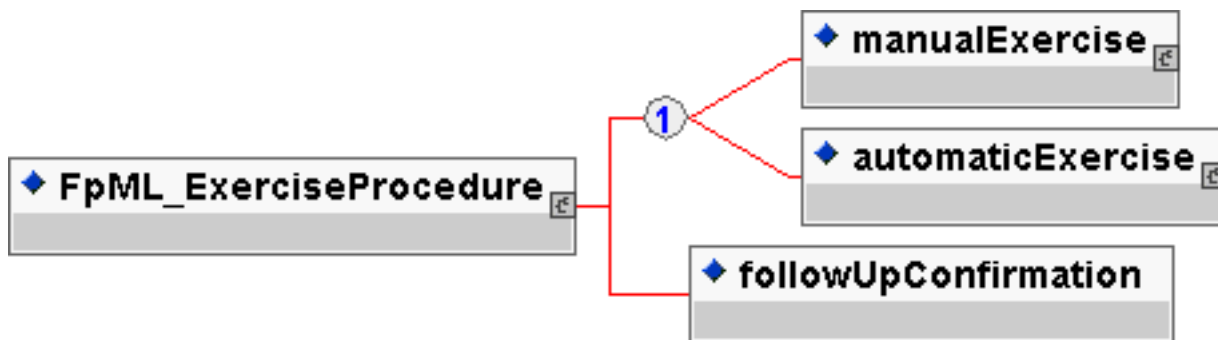 manualExercise
1
automaticExercise
FpML_ExerciseProcedure
followUpConfirmation